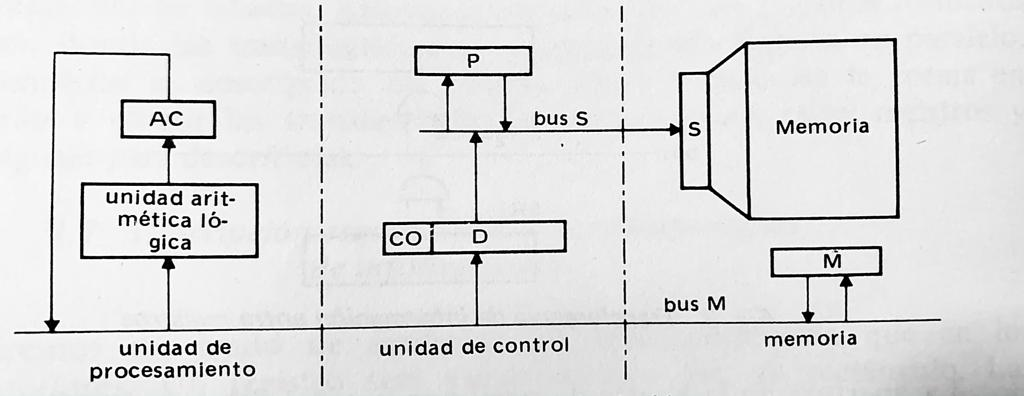 P
AC
bus S
S
Memoria
unidad arit-
mética ló-
gica
CO D
M
bus M
unidad de
procesamiento
unidad de control
memoria